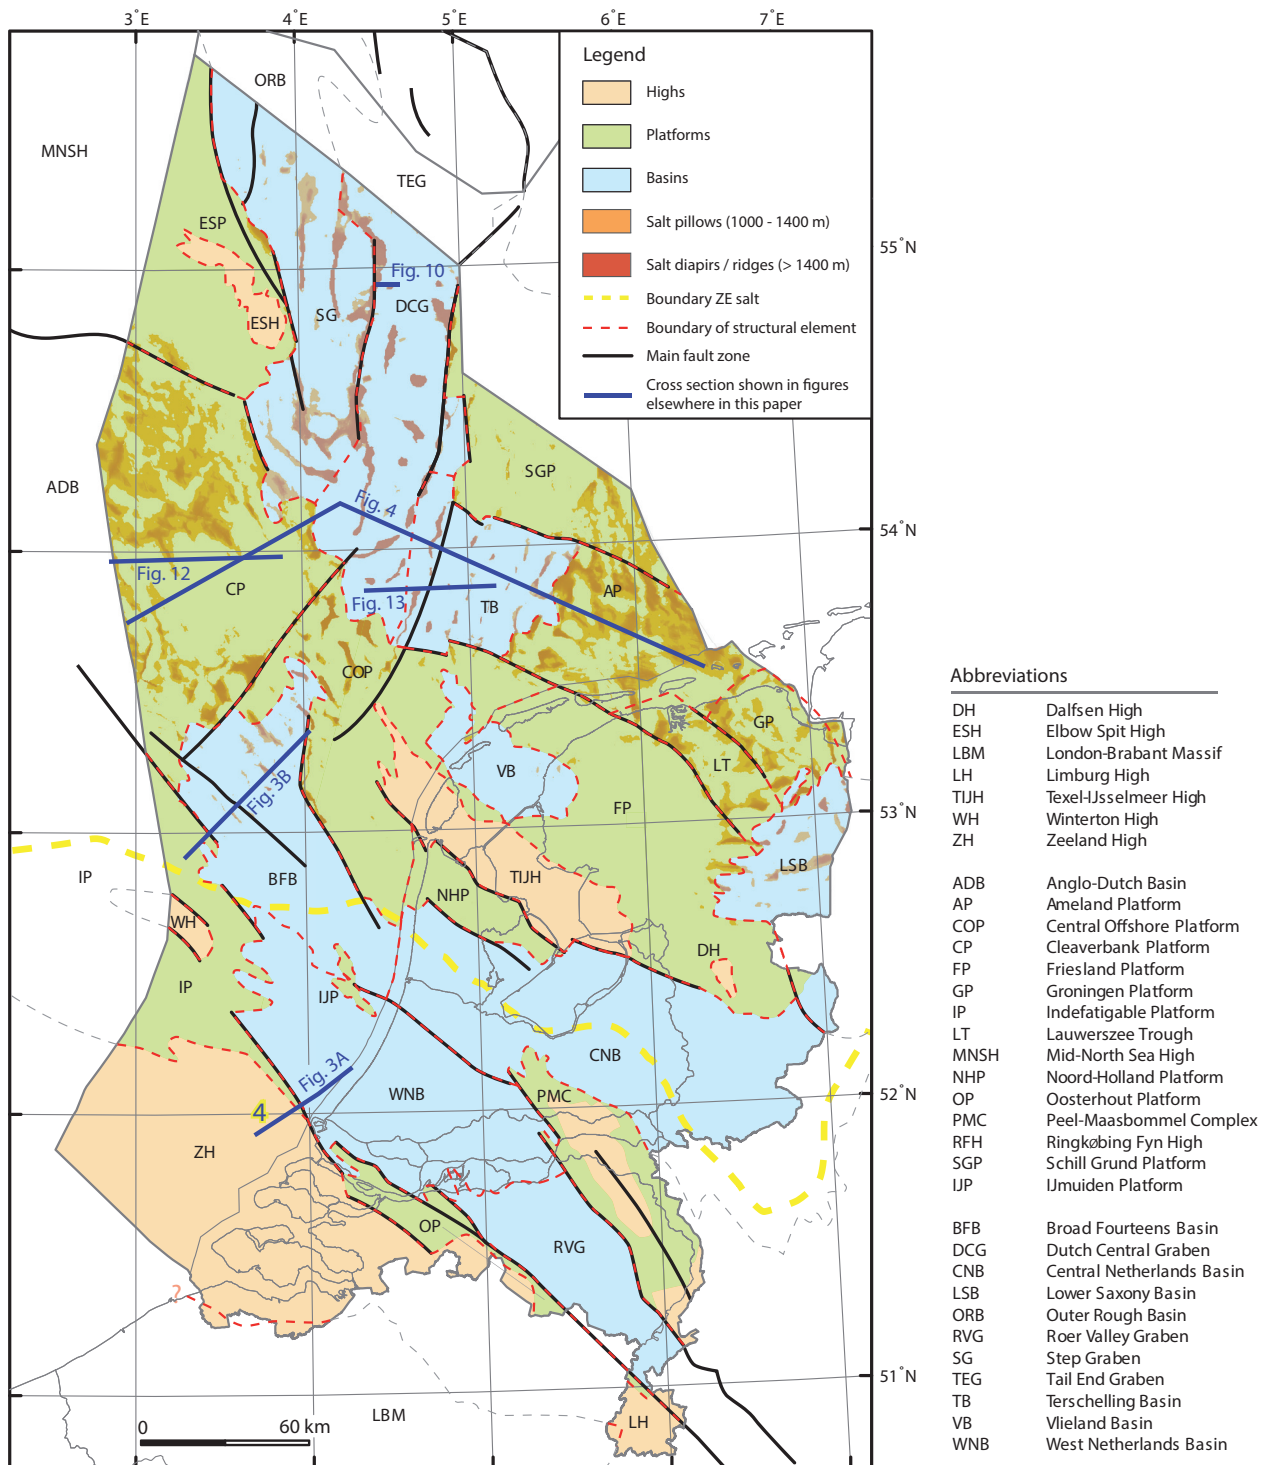 3°E 4°E 5°E 6°E 7°E
Legend
Highs
Platforms
Basins
Salt pillows (1000 - 1400 m)
Salt diapirs / ridges (> 1400 m)
Boundary ZE salt
Boundary of structural element
Main fault zone
Cross section shown in figures
elsewhere in this paper
ORB
MNSH
TEG
ESP
55°N
Fig. 10
DCG
SG
ESH
SGP
ADB
Fig. 4
54°N
Fig. 12
CP
AP
Fig. 13
TB
COP
GP
LT
VB
Fig. 3B
FP
53°N
LSB
IP
BFB
TIJH
NHP
WH
DH
IP
IJP
CNB
Fig. 3A
WNB
PMC
52°N
4
ZH
OP
RVG
?
51°N
LBM
LH
0 60 km
Abbreviations
DH Dalfsen High
ESH Elbow Spit High
LBM London-Brabant Massif
LH Limburg High
TIJH Texel-IJsselmeer High
WH Winterton High
ZH Zeeland High
ADB Anglo-Dutch Basin
AP Ameland Platform
COP Central Offshore Platform
CP Cleaverbank Platform
FP Friesland Platform
GP Groningen Platform
IP Indefatigable Platform
LT Lauwerszee Trough
MNSH Mid-North Sea High
NHP Noord-Holland Platform
OP Oosterhout Platform
PMC Peel-Maasbommel Complex
RFH Ringkøbing Fyn High
SGP Schill Grund Platform
IJP IJmuiden Platform
BFB Broad Fourteens Basin
DCG Dutch Central Graben
CNB Central Netherlands Basin
LSB Lower Saxony Basin
ORB Outer Rough Basin
RVG Roer Valley Graben
SG Step Graben
TEG Tail End Graben
TB Terschelling Basin
VB Vlieland Basin
WNB West Netherlands Basin